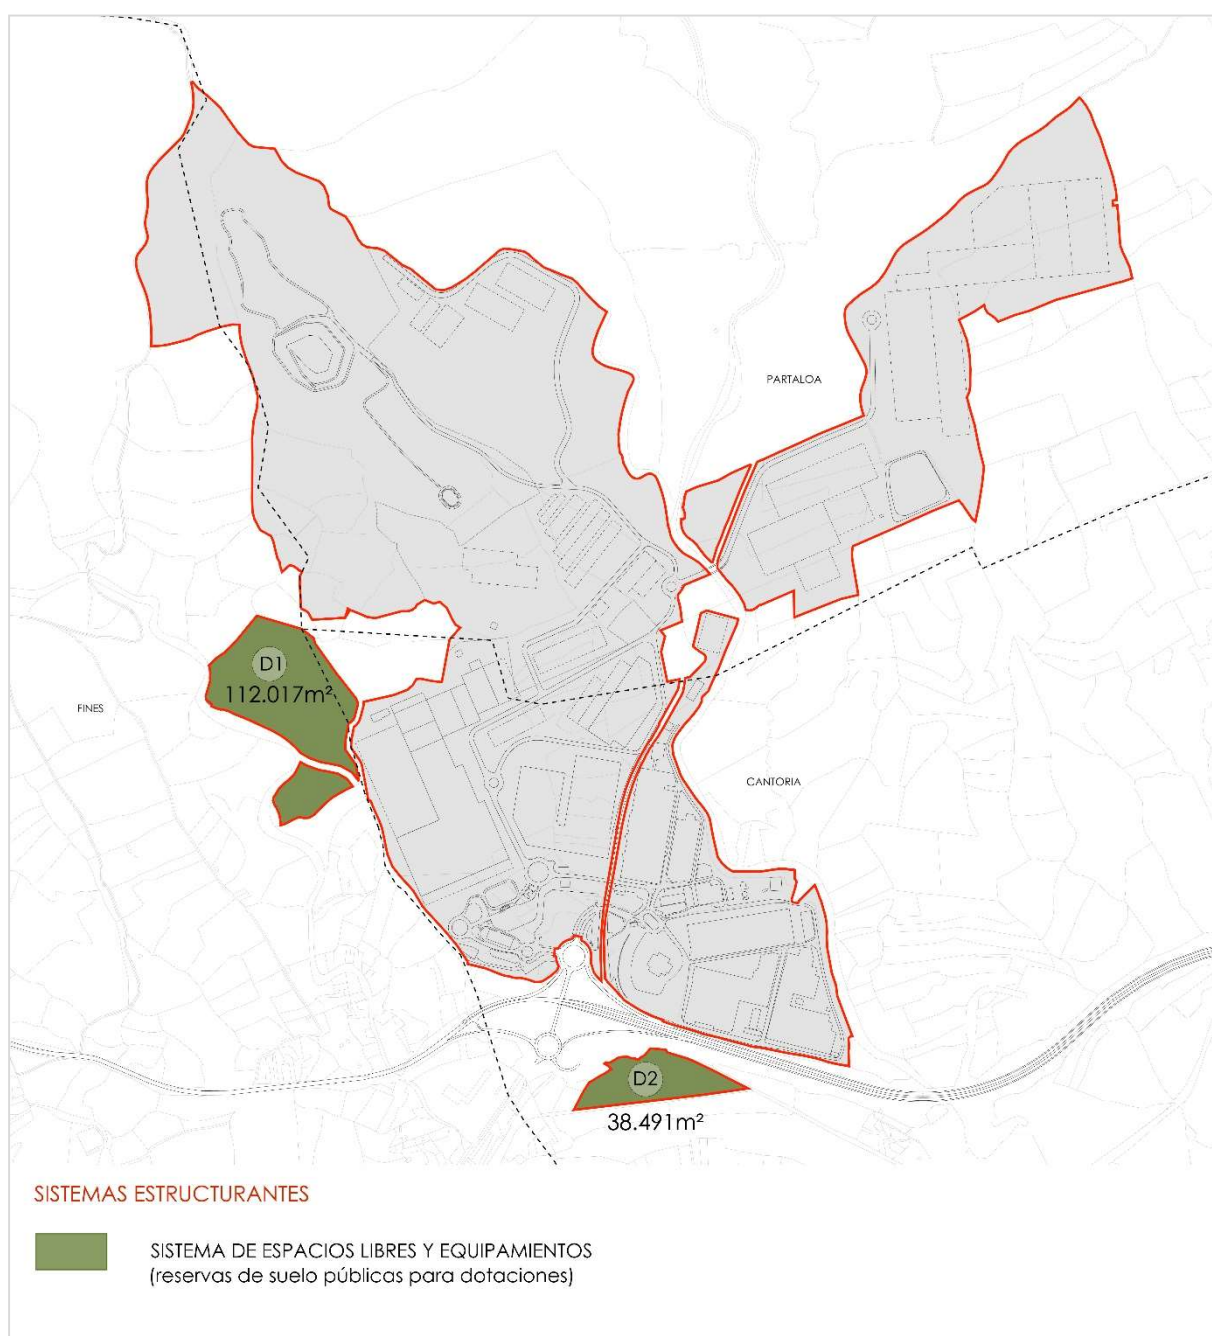 PARTALOA
D1
112.017m²
FINES
CANTORIA
D2
38.491m²
SISTEMAS ESTRUCTURANTES
SISTEMA DE ESPACIOS LIBRES Y EQUIPAMIENTOS
(reservas de suelo públicas para dotaciones)